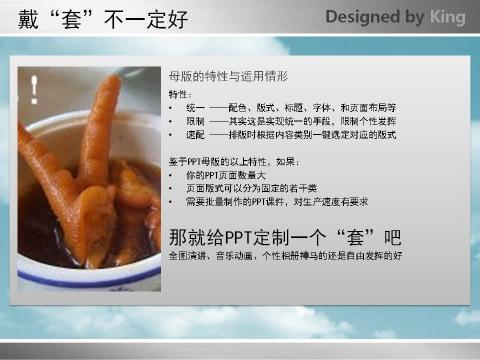 戴“套”不一定好
Designed by King
!
母版的特性与适用情形
特性：
• 统一 ——配色、版式、标题、字体、和页面布局等
• 限制 ——其实这是实现统一的手段，限制个性发挥
• 速配 ——排版时根据内容类别一键选定对应的版式
鉴于PPT母版的以上特性，如果：
• 你的PPT页面数量大
• 页面版式可以分为固定的若干类
• 需要批量制作的PPT课件，对生产速度有要求
那就给PPT定制一个“套”吧
全图演讲、音乐动画、个性相册神马的还是自由发挥的好